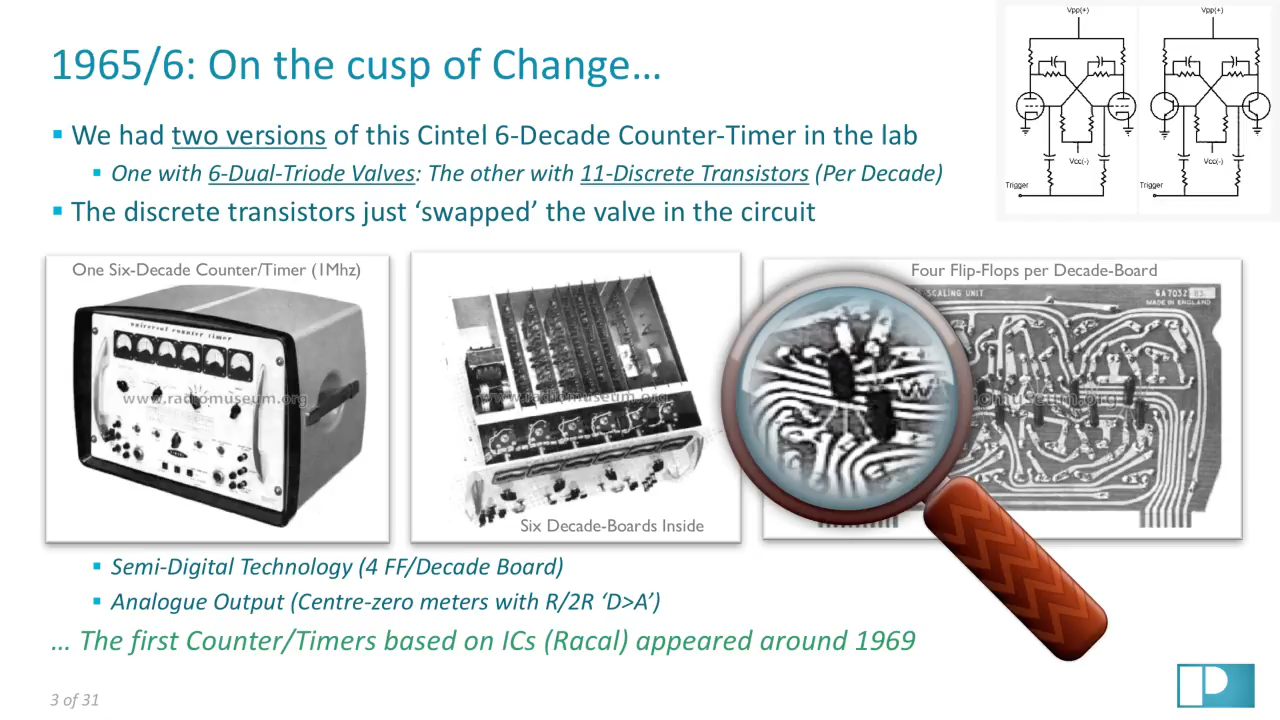 1965/6: On the cusp of Change…
We had two versions of this Cintel 6-Decade Counter-Timer in the lab
One with 6-Dual-Triode Valves: The other with 11-Discrete Transistors (Per Decade)
The discrete transistors just ‘swapped’ the valve in the circuit
Vpp(+)
Vpp(+)
Vcc(-)
Vcc(-)
Trigger
Trigger
One Six-Decade Counter/Timer (1Mhz)
universal counter timer
www.radiomuseum.org
www.radiomuseum.org
Six Decade-Boards Inside
Four Flip-Flops per Decade-Board
SCALING UNIT
MADE IN ENGLAND
Semi-Digital Technology (4 FF/Decade Board)
Analogue Output (Centre-zero meters with R/2R ‘D>A’)
… The first Counter/Timers based on ICs (Racal) appeared around 1969
3 of 31